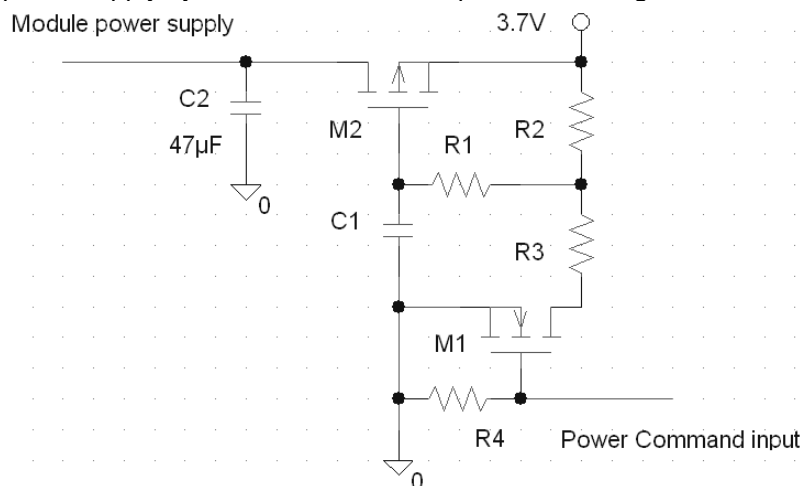 Module power supply
3.7V
C2
47µF
M2
R1
R2
0
C1
R3
M1
R4
Power Command input
0